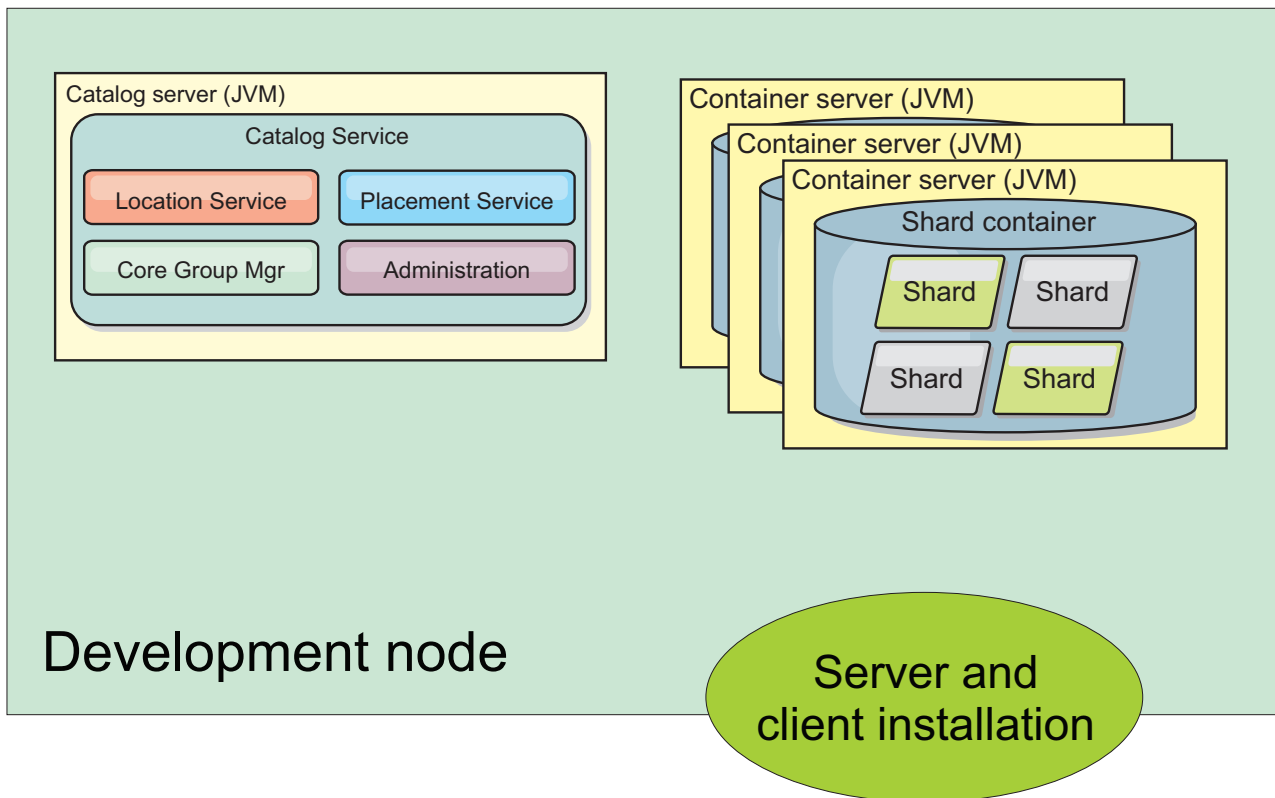 Catalog server (JVM)
Catalog Service
Location Service
Placement Service
Core Group Mgr
Administration
Container server (JVM)
Container server (JVM)
Container server (JVM)
Shard container
Shard
Shard
Shard
Shard
Development node
Server and
client installation